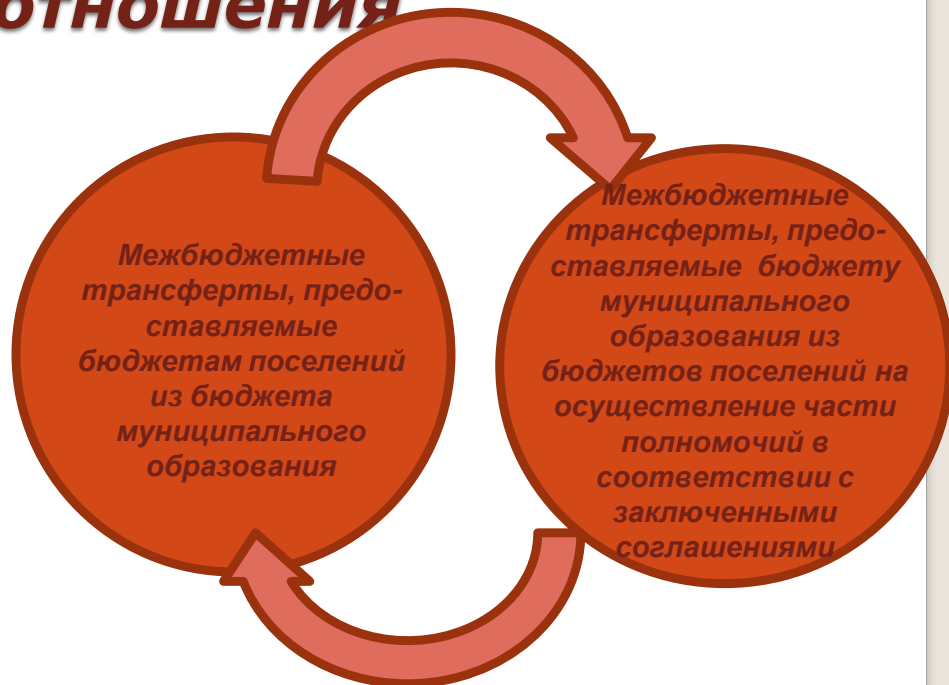 отношения
Межбюджетные
трансферты, предо-
ставляемые
бюджетам поселений
из бюджета
муниципального
образования
Межбюджетные
трансферты, предо-
ставляемые бюджету
муниципального
образования из
бюджетов поселений на
осуществление части
полномочий в
соответствии с
заключенными
соглашениями